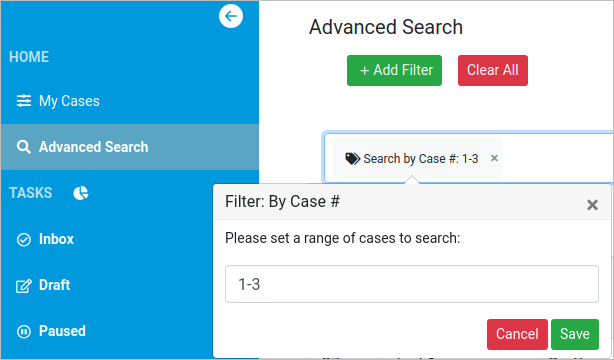 Advanced Search
+ Add Filter
Clear All
HOME
My Cases
Advanced Search
TASKS
Inbox
Draft
Paused
Search by Case #: 1-3 ×
Filter: By Case # ×
Please set a range of cases to search:
1-3
Cancel
Save